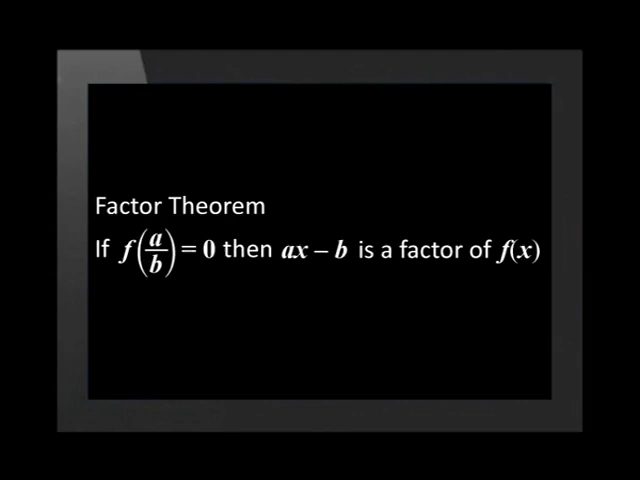 Factor Theorem
If f(a/b) = 0 then ax – b is a factor of f(x)